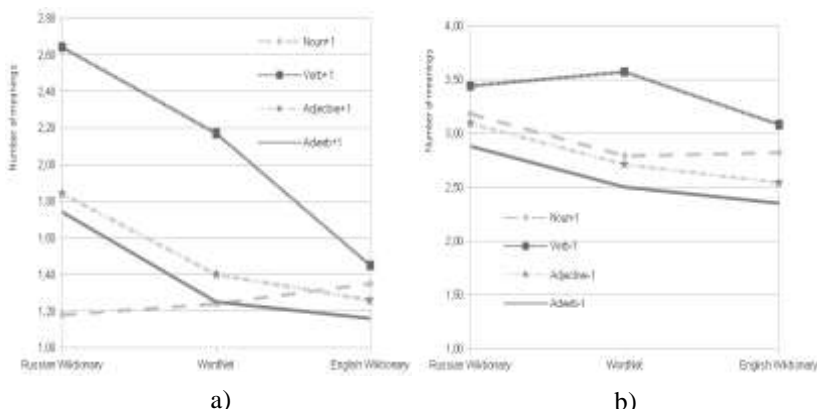 Number of meanings
2,80
2,60
2,40
2,20
2,00
1,80
1,60
1,40
1,20
1,00
Noun+1
Verb+1
Adjective+1
Adverb+1
Russian Wiktionary
WordNet
English Wiktionary
a)
Number of meanings
4,00
3,50
3,00
2,50
2,00
1,50
1,00
Noun-1
Verb-1
Adjective-1
Adverb-1
Russian Wiktionary
WordNet
English Wiktionary
b)